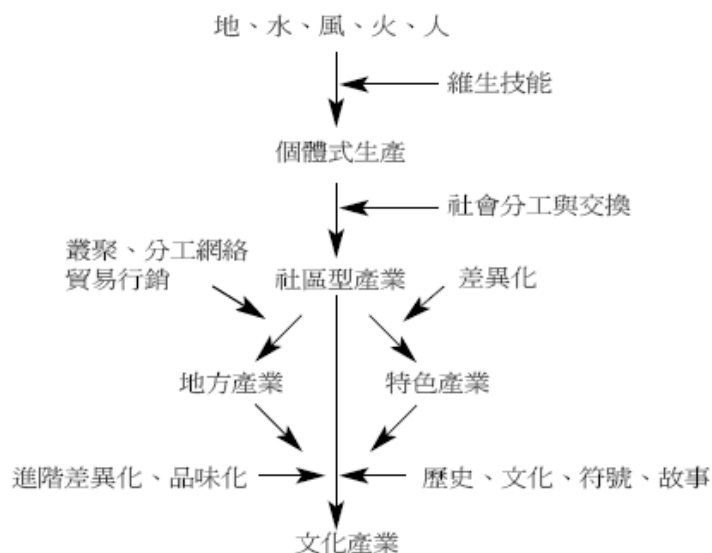 地、水、風、火、人
維生技能
個體式生產
社會分工與交換
叢聚、分工網絡
貿易行銷
社區型產業
差異化
地方產業
特色產業
進階差異化、品味化
歷史、文化、符號、故事
文化產業